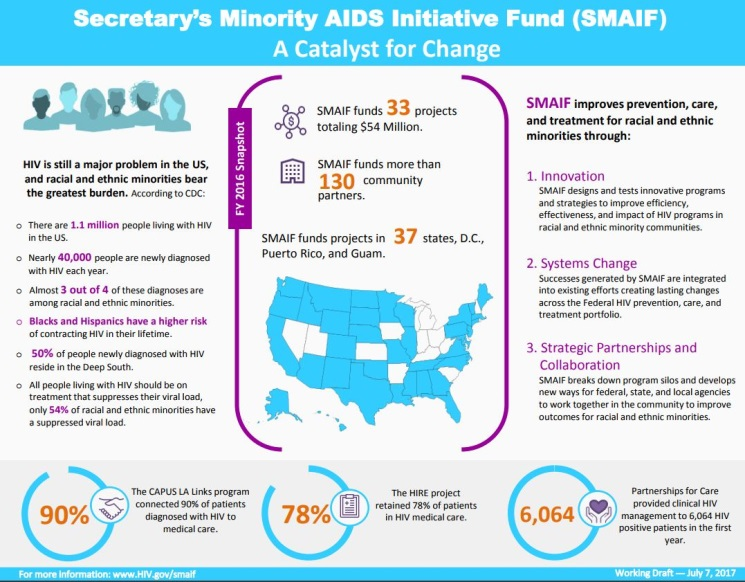 Secretary's Minority AIDS Initiative Fund (SMAIF)
A Catalyst for Change
HIV is still a major problem in the US,
and racial and ethnic minorities bear
the greatest burden. According to CDC:
o There are 1.1 million people living with HIV
in the US.
o Nearly 40,000 people are newly diagnosed
with HIV each year.
o Almost 3 out of 4 of these diagnoses are
among racial and ethnic minorities.
o Blacks and Hispanics have a higher risk
of contracting HIV in their lifetime.
o 50% of people newly diagnosed with HIV
reside in the Deep South.
o All people living with HIV should be on
treatment that suppresses their viral load,
only 54% of racial and ethnic minorities have
a suppressed viral load.
FY 2016 Snapshot
SMAIF funds 33 projects
totaling $54 Million.
SMAIF funds more than
130 community
partners.
SMAIF funds projects in 37 states, D.C.,
Puerto Rico, and Guam.
SMAIF improves prevention, care,
and treatment for racial and ethnic
minorities through:
1. Innovation
SMAIF designs and tests innovative programs
and strategies to improve efficiency,
effectiveness, and impact of HIV programs in
racial and ethnic minority communities.
2. Systems Change
Successes generated by SMAIF are integrated
into existing efforts creating lasting changes
across the Federal HIV prevention, care, and
treatment portfolio.
3. Strategic Partnerships and
Collaboration
SMAIF breaks down program silos and develops
new ways for federal, state, and local agencies
to work together in the community to improve
outcomes for racial and ethnic minorities.
90%
The CAPUS LA Links program
connected 90% of patients
diagnosed with HIV to
medical care.
78%
The HIRE project
retained 78% of patients
in HIV medical care.
6,064
Partnerships for Care
provided clinical HIV
management to 6,064 HIV
positive patients in the first
year.
For more information: www.HIV.gov/smaif
Working Draft — July 7, 2017